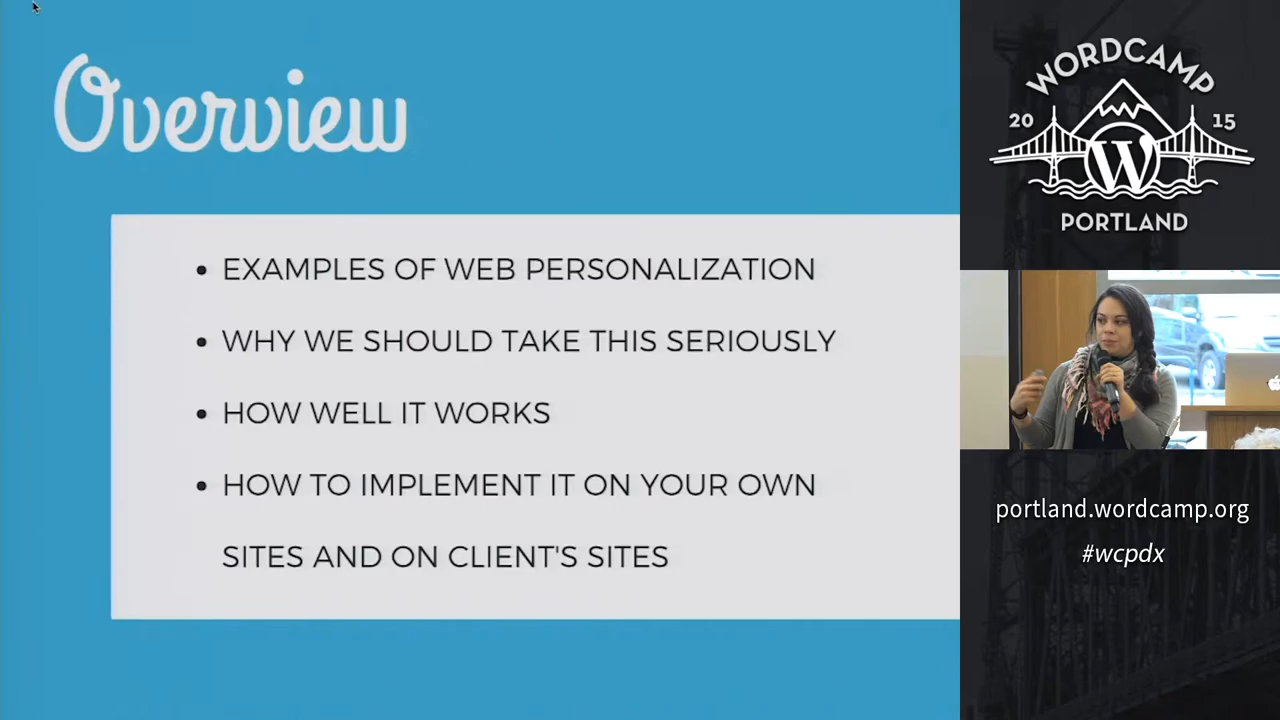 Overview
• EXAMPLES OF WEB PERSONALIZATION
• WHY WE SHOULD TAKE THIS SERIOUSLY
• HOW WELL IT WORKS
• HOW TO IMPLEMENT IT ON YOUR OWN
SITES AND ON CLIENT'S SITES
WORDCAMP
20 15
W
PORTLAND
portland.wordcamp.org
#wcpdx